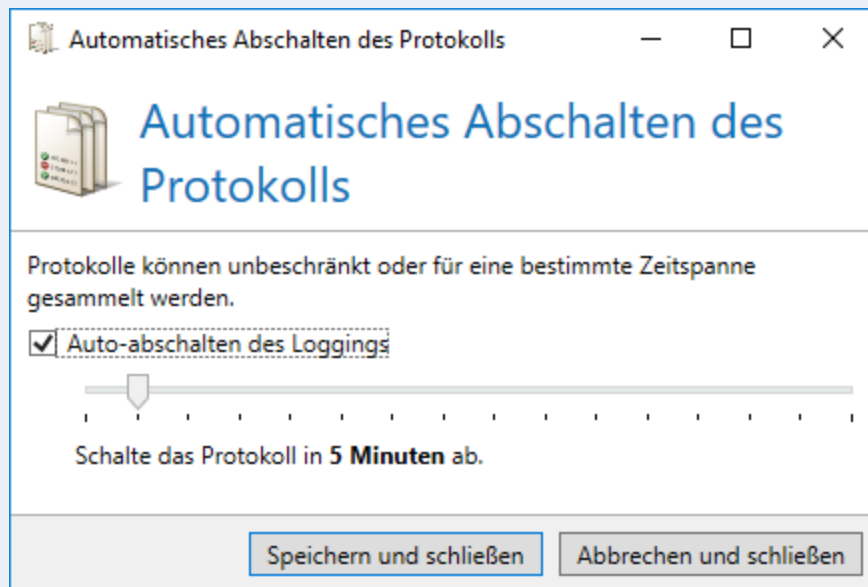 Automatisches Abschalten des Protokolls
Automatisches Abschalten des
Protokolls
Protokolle können unbeschränkt oder für eine bestimmte Zeitspanne
gesammelt werden.
Auto-abschalten des Loggings
Schalte das Protokoll in 5 Minuten ab.
Speichern und schließen
Abbrechen und schließen